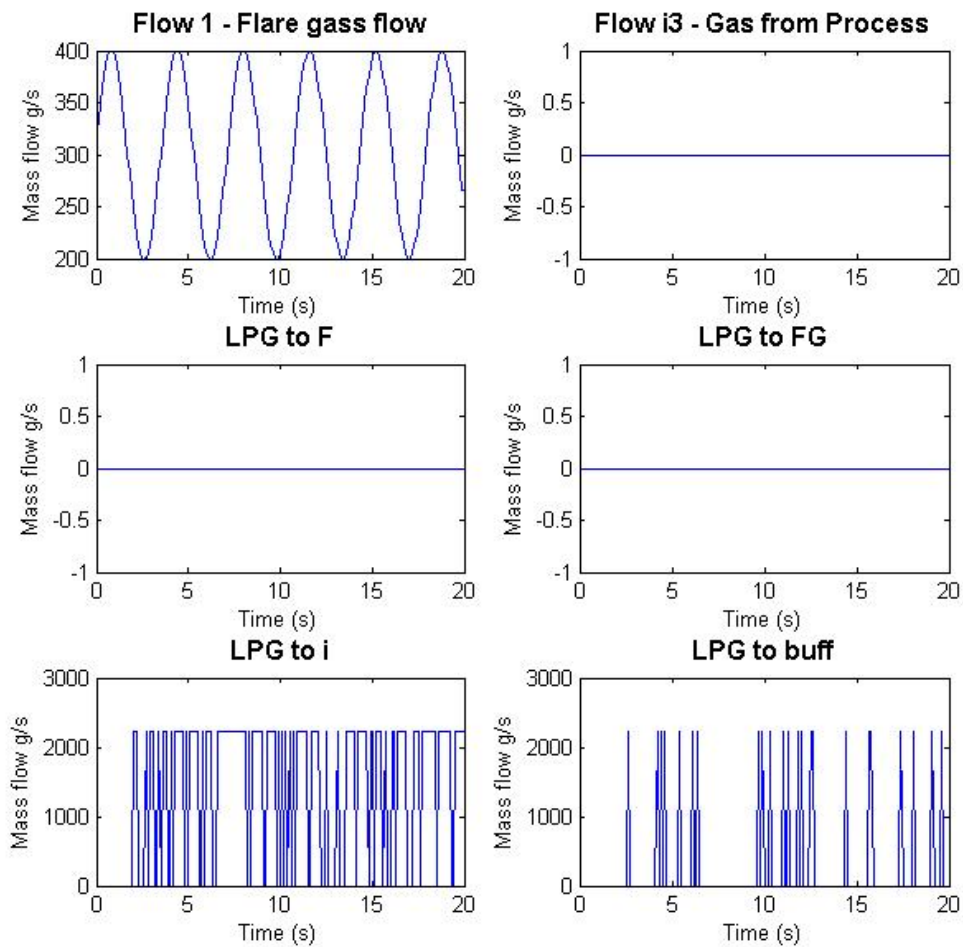 Flow 1 - Flare gass flow
400
350
300
250
200
Mass flow g/s
0 5 10 15 20
Time (s)
Flow i3 - Gas from Process
1
0.5
0
-0.5
-1
Mass flow g/s
0 5 10 15 20
Time (s)
LPG to F
1
0.5
0
-0.5
-1
Mass flow g/s
0 5 10 15 20
Time (s)
LPG to FG
1
0.5
0
-0.5
-1
Mass flow g/s
0 5 10 15 20
Time (s)
LPG to i
3000
2000
1000
0
Mass flow g/s
0 5 10 15 20
Time (s)
LPG to buff
3000
2000
1000
0
Mass flow g/s
0 5 10 15 20
Time (s)